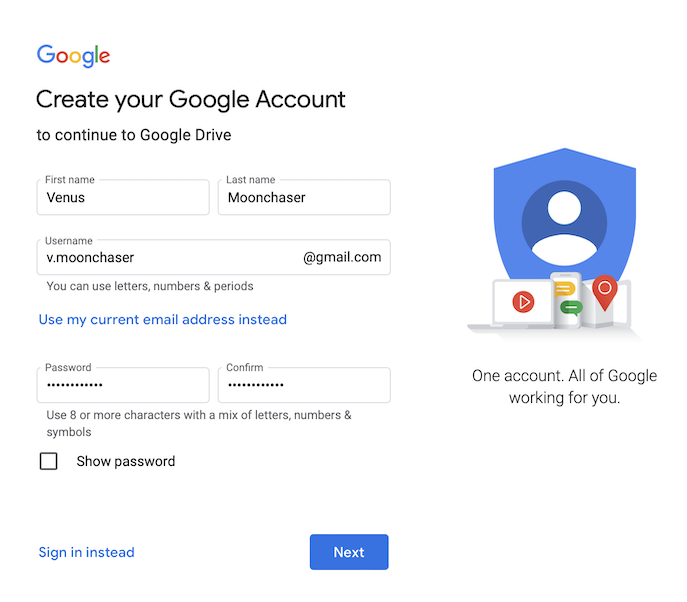 Google
Create your Google Account
to continue to Google Drive
First name
Last name
Venus
Moonchaser
Username
v.moonchaser
@gmail.com
You can use letters, numbers & periods
Use my current email address instead
Password
Confirm
••••••••••••
••••••••••••
Use 8 or more characters with a mix of letters, numbers &
symbols
Show password
Sign in instead
Next
One account. All of Google
working for you.